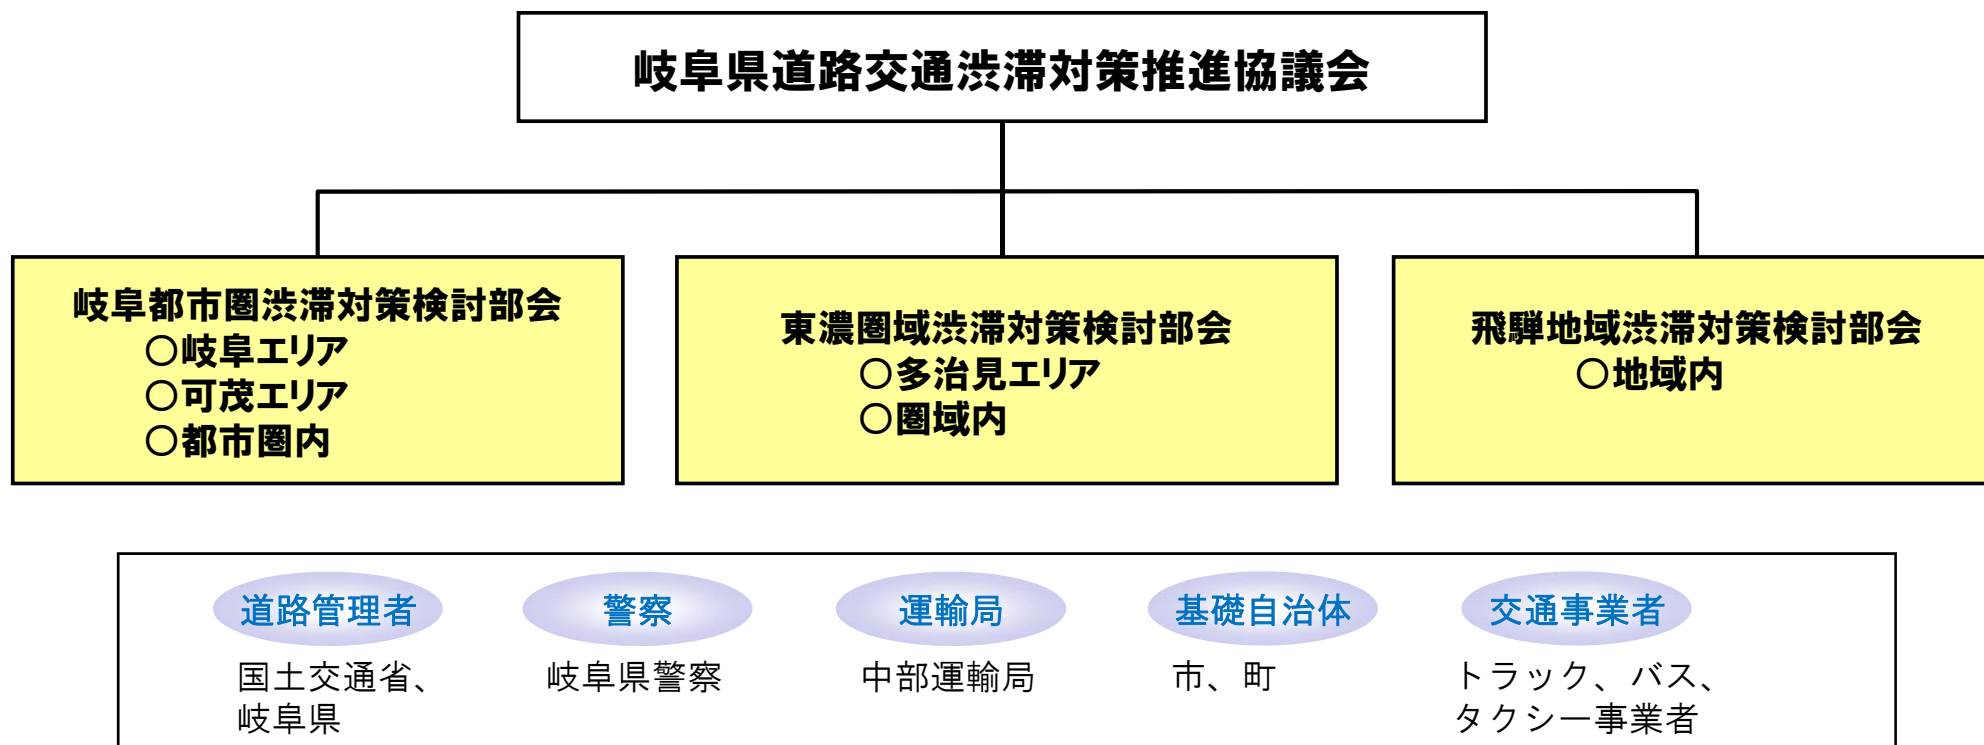 岐阜県道路交通渋滞対策推進協議会
岐阜都市圏渋滞対策検討部会
○岐阜エリア
○可茂エリア
○都市圏内
東濃圏域渋滞対策検討部会
○多治見エリア
○圏域内
飛騨地域渋滞対策検討部会
○地域内
道路管理者
国土交通省、
岐阜県
警察
岐阜県警察
運輸局
中部運輸局
基礎自治体
市、町
交通事業者
トラック、バス、
タクシー事業者